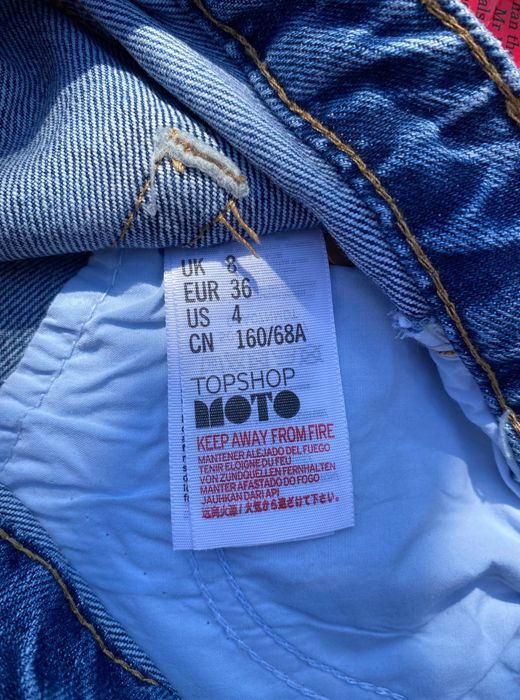 UK 8
EUR 36
US 4
CN 160/68A
TOPSHOP
MOTO
KEEP AWAY FROM FIRE
MANTENER ALEJADO DEL FUEGO
TENIR ELOIGNE DU FEU
VON ZUNDQUELLEN FERNHALTEN
MANTER AFASTADO DO FOGO
JAUHKAN DARI API
远离火源/火気から遠ざけて下さい。